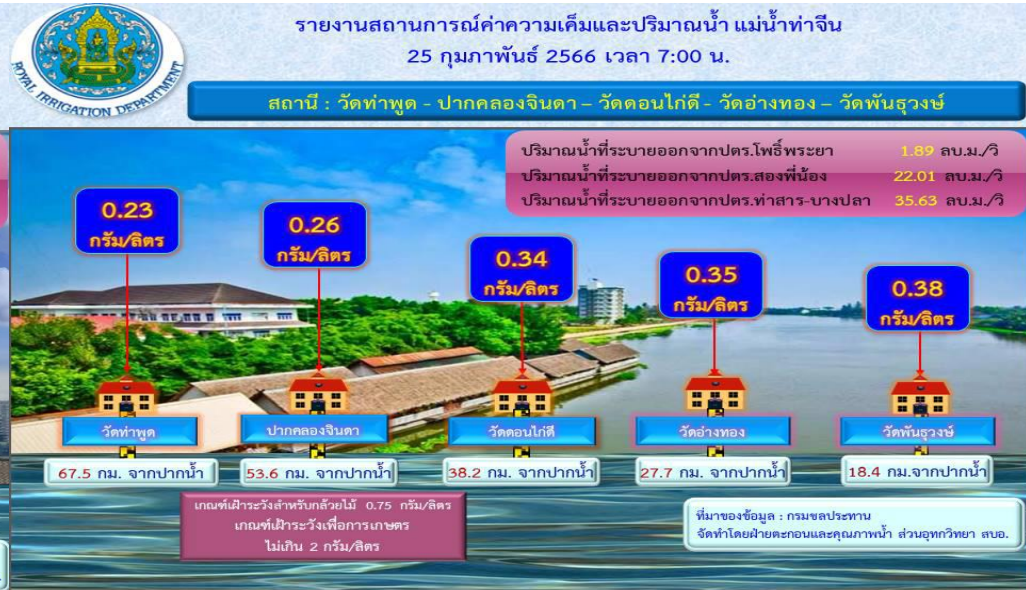 รายงานสถานการณ์ค่าความเค็มและปริมาณน้ำ แม่น้ำท่าจีน
25 กุมภาพันธ์ 2566 เวลา 7:00 น.
ROYAL IRRIGATION DEPARTMENT
สถานี : วัดท่าพูด - ปากคลองจินดา – วัดดอนไก่ดี - วัดอ่างทอง – วัดพันธุวงษ์
ปริมาณน้ำที่ระบายออกจากปตร.โพธิ์พระยา 1.89 ลบ.ม./วิ
ปริมาณน้ำที่ระบายออกจากปตร.สองพี่น้อง 22.01 ลบ.ม./วิ
ปริมาณน้ำที่ระบายออกจากปตร.ท่าสาร-บางปลา 35.63 ลบ.ม./วิ
0.23
กรัม/ลิตร
0.26
กรัม/ลิตร
0.34
กรัม/ลิตร
0.35
กรัม/ลิตร
0.38
กรัม/ลิตร
วัดท่าพูด
ปากคลองจินดา
วัดดอนไก่ดี
วัดอ่างทอง
วัดพันธุวงษ์
67.5 กม. จากปากน้ำ
53.6 กม. จากปากน้ำ
38.2 กม. จากปากน้ำ
27.7 กม. จากปากน้ำ
18.4 กม.จากปากน้ำ
เกณฑ์เฝ้าระวังสำหรับกล้วยไม้ 0.75 กรัม/ลิตร
เกณฑ์เฝ้าระวังเพื่อการเกษตร
ไม่เกิน 2 กรัม/ลิตร
ที่มาของข้อมูล : กรมชลประทาน
จัดทำโดยฝ่ายตะกอนและคุณภาพน้ำ ส่วนอุทกวิทยา สบอ.